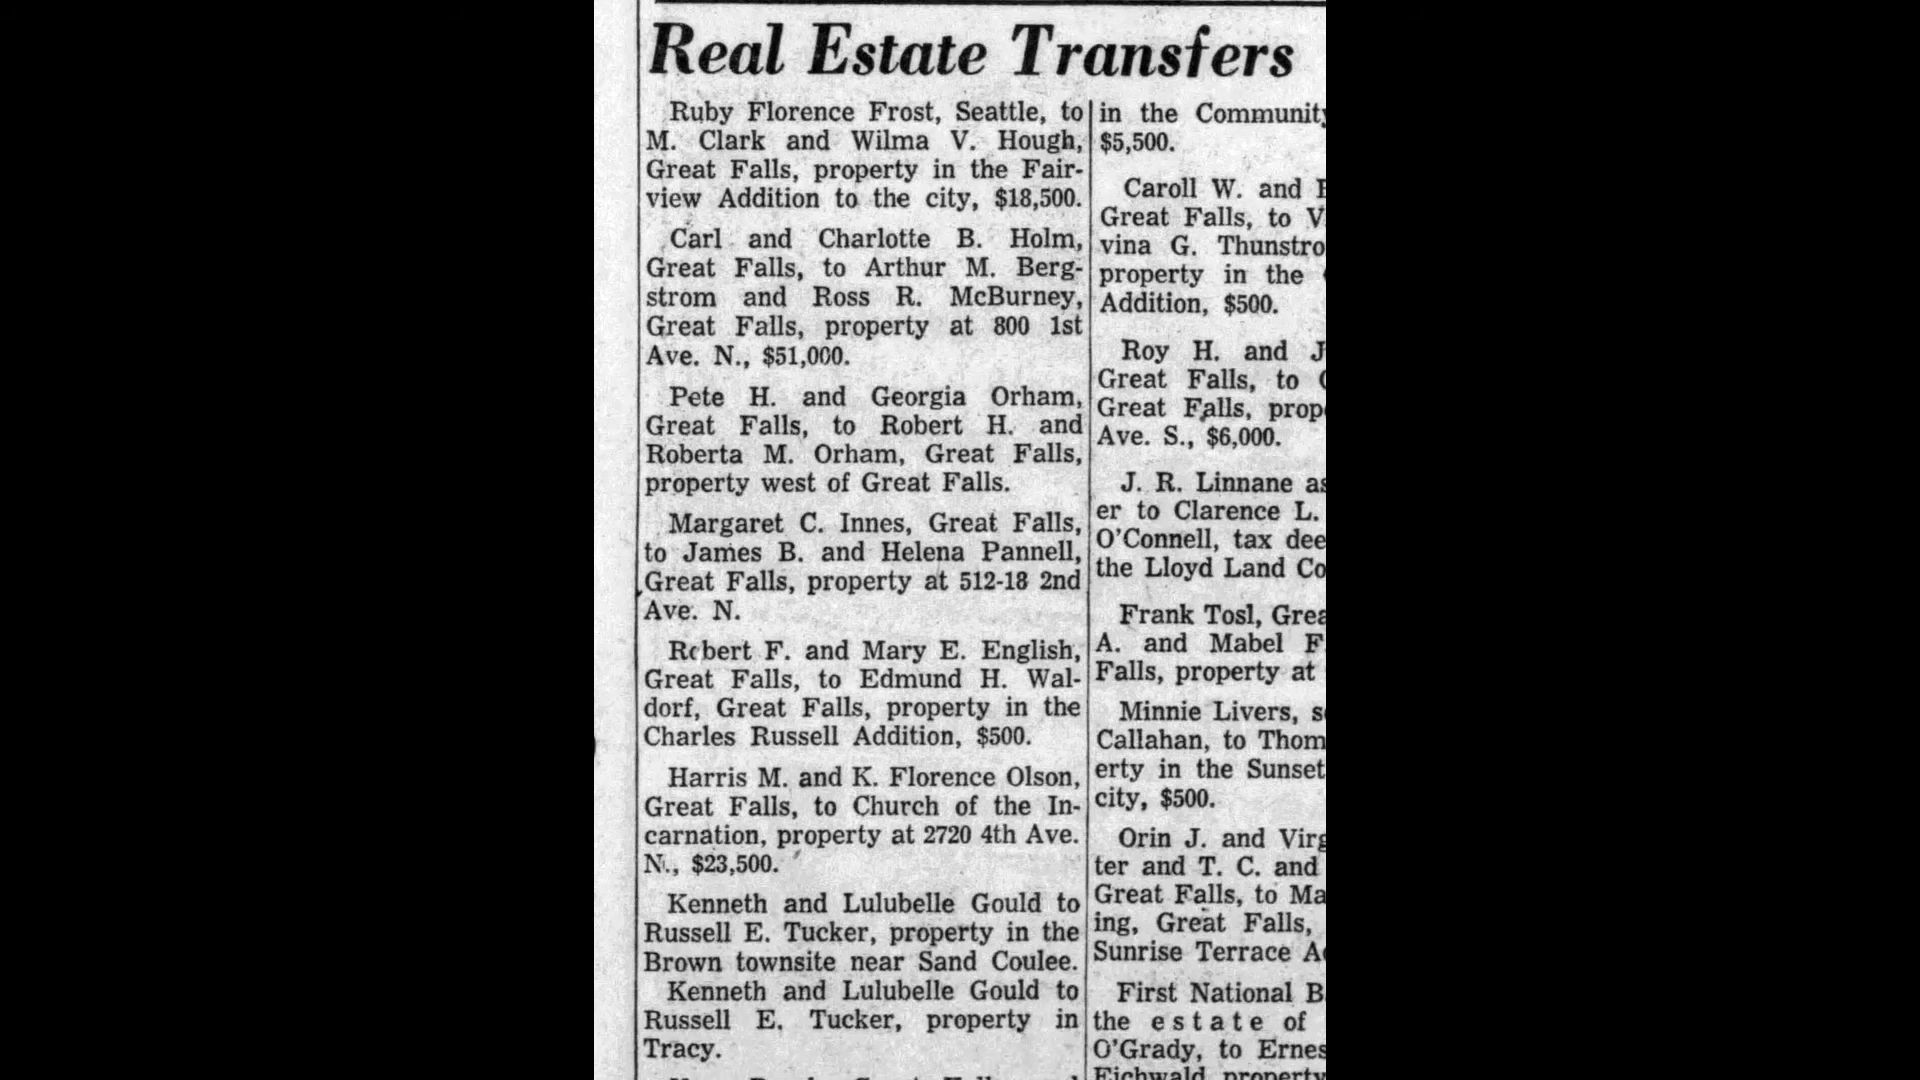 Real Estate Transfers
Ruby Florence Frost, Seattle, to
M. Clark and Wilma V. Hough,
Great Falls, property in the Fair-
view Addition to the city, $18,500.
Carl and Charlotte B. Holm,
Great Falls, to Arthur M. Berg-
strom and Ross R. McBurney,
Great Falls, property at 800 1st
Ave. N., $51,000.
Pete H. and Georgia Orham,
Great Falls, to Robert H. and
Roberta M. Orham, Great Falls,
property west of Great Falls.
Margaret C. Innes, Great Falls,
to James B. and Helena Pannell,
Great Falls, property at 512-18 2nd
Ave. N.
Robert F. and Mary E. English,
Great Falls, to Edmund H. Wal-
dorf, Great Falls, property in the
Charles Russell Addition, $500.
Harris M. and K. Florence Olson,
Great Falls, to Church of the In-
carnation, property at 2720 4th Ave.
N., $23,500.
Kenneth and Lulubelle Gould to
Russell E. Tucker, property in the
Brown townsite near Sand Coulee.
Kenneth and Lulubelle Gould to
Russell E. Tucker, property in
Tracy.
in the Community
$5,500.
Caroll W. and
Great Falls, to V
vina G. Thunstro
property in the
Addition, $500.
Roy H. and J
Great Falls, to
Great Falls, prop
Ave. S., $6,000.
J. R. Linnane as
er to Clarence L.
O'Connell, tax dee
the Lloyd Land Co
Frank Tosl, Grea
A. and Mabel F
Falls, property at
Minnie Livers, s
Callahan, to Thom
erty in the Sunset
city, $500.
Orin J. and Virg
ter and T. C. and
Great Falls, to Ma
ing, Great Falls,
Sunrise Terrace A
First National B
the estate of
O'Grady, to Ernes
Eichwald, property